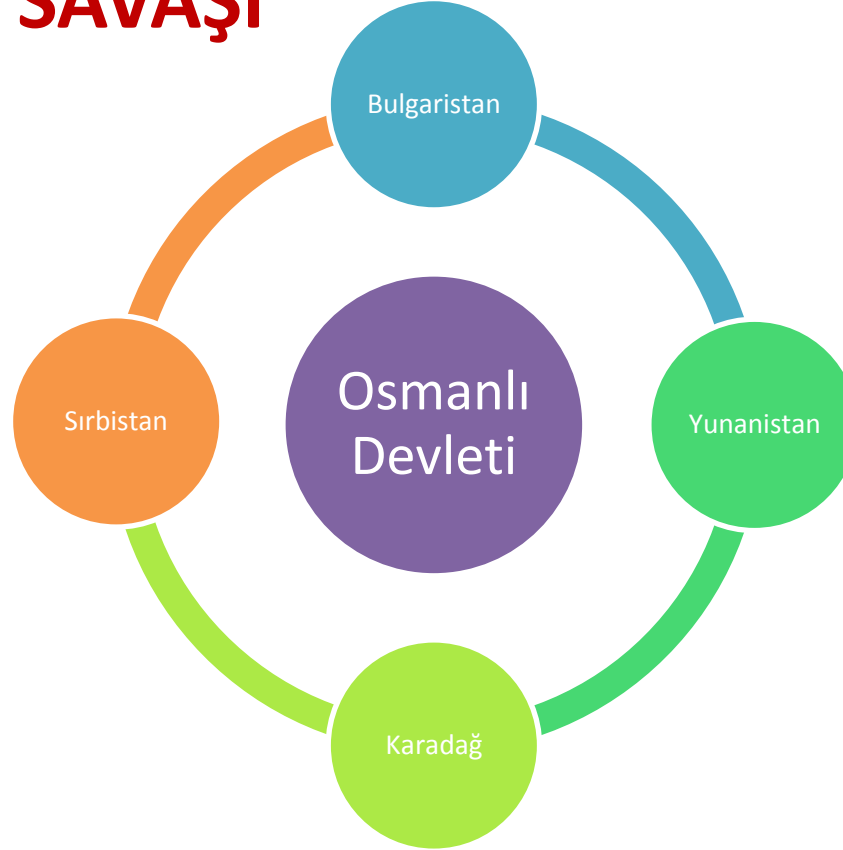 SAVAŞI
Bulgaristan
Sırbistan
Osmanlı
Devleti
Yunanistan
Karadağ